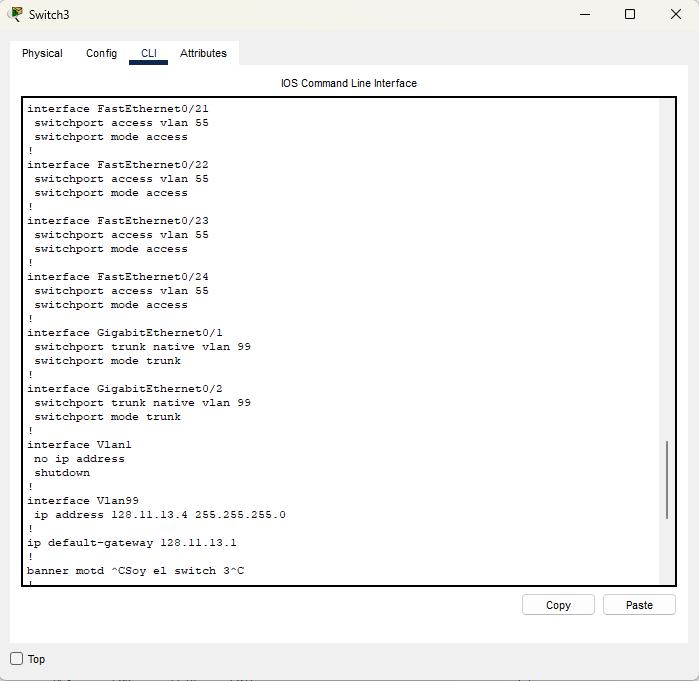 Switch3
Physical Config CLI Attributes
IOS Command Line Interface
interface FastEthernet0/21
 switchport access vlan 55
 switchport mode access
!
interface FastEthernet0/22
 switchport access vlan 55
 switchport mode access
!
interface FastEthernet0/23
 switchport access vlan 55
 switchport mode access
!
interface FastEthernet0/24
 switchport access vlan 55
 switchport mode access
!
interface GigabitEthernet0/1
 switchport trunk native vlan 99
 switchport mode trunk
!
interface GigabitEthernet0/2
 switchport trunk native vlan 99
 switchport mode trunk
!
interface Vlan1
 no ip address
 shutdown
!
interface Vlan99
 ip address 128.11.13.4 255.255.255.0
!
ip default-gateway 128.11.13.1
!
banner motd ^CSoy el switch 3^C
!
Copy Paste
Top